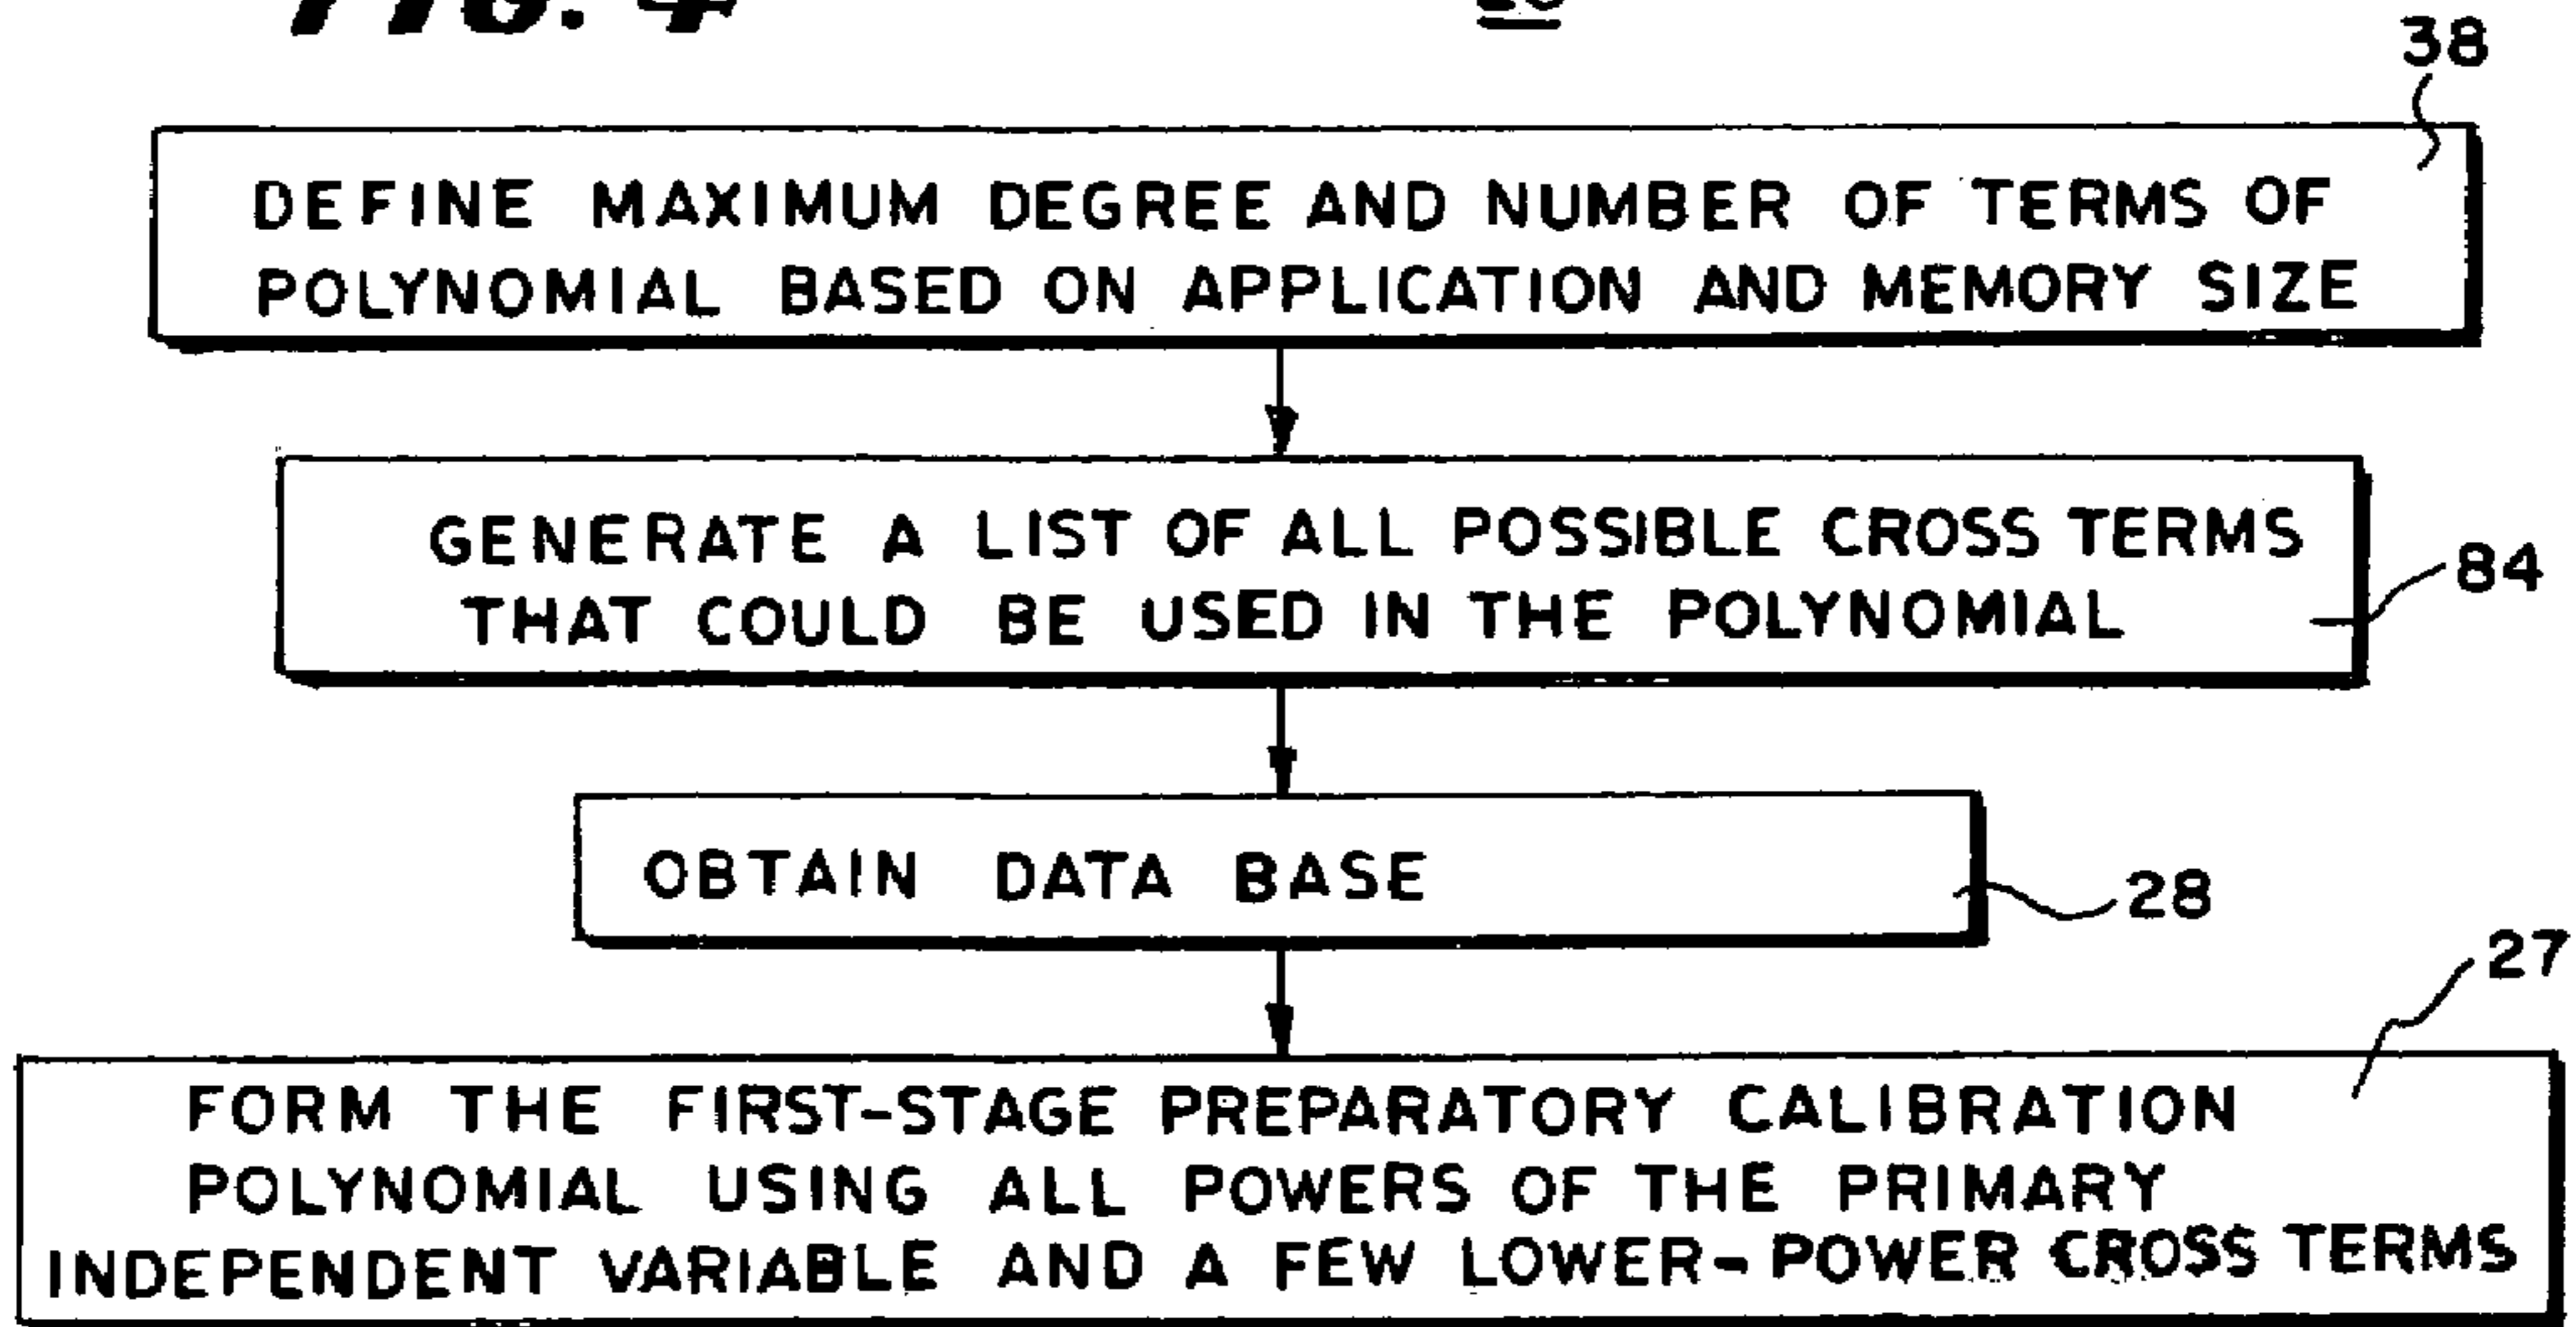 FIG. 4
38
DEFINE MAXIMUM DEGREE AND NUMBER OF TERMS OF
POLYNOMIAL BASED ON APPLICATION AND MEMORY SIZE
GENERATE A LIST OF ALL POSSIBLE CROSS TERMS
THAT COULD BE USED IN THE POLYNOMIAL
84
OBTAIN DATA BASE
28
27
FORM THE FIRST-STAGE PREPARATORY CALIBRATION
POLYNOMIAL USING ALL POWERS OF THE PRIMARY
INDEPENDENT VARIABLE AND A FEW LOWER-POWER CROSS TERMS